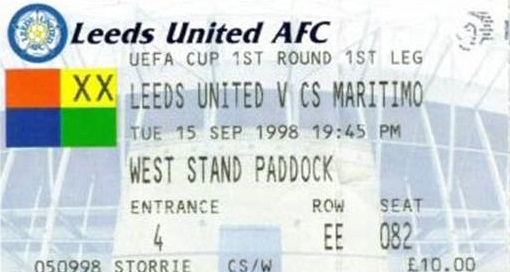 Leeds United AFC
UEFA CUP 1ST ROUND 1ST LEG
XX
LEEDS UNITED V CS MARITIMO
TUE 15 SEP 1998 19:45 PM
WEST STAND PADDOCK
ENTRANCE ROW SEAT
4 EE 082
050998 STORRIE CS/W £10.00